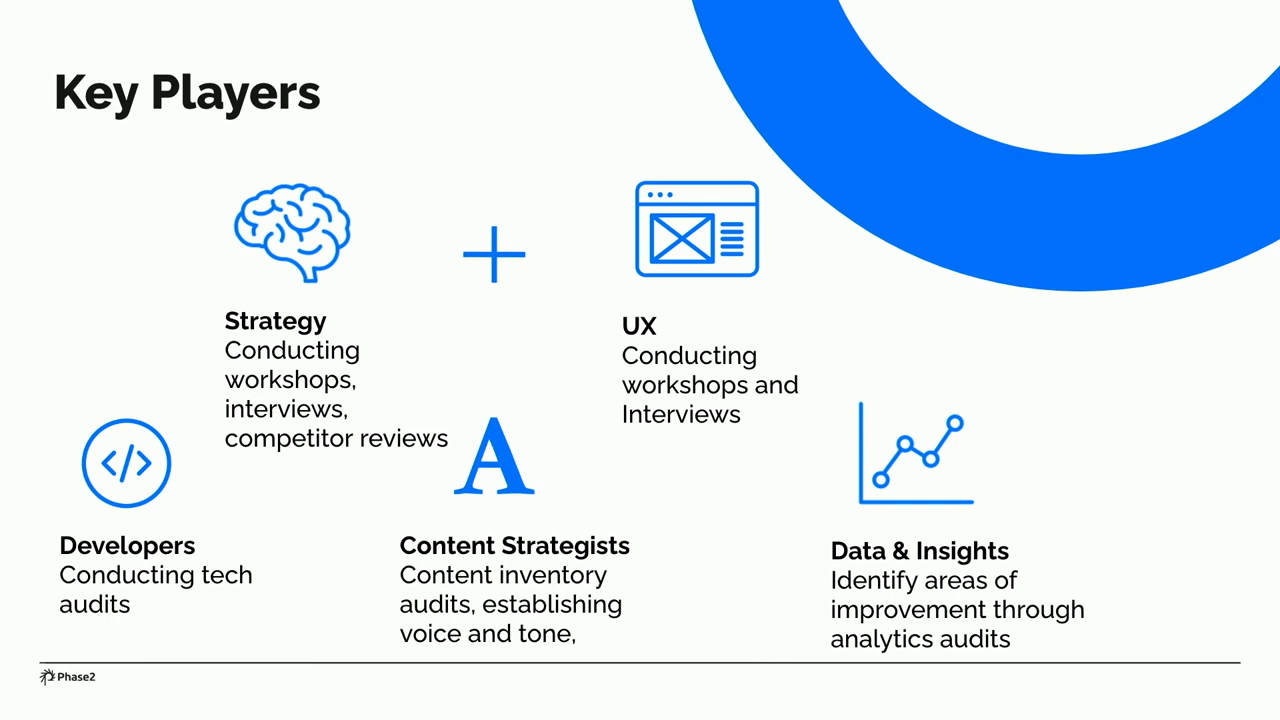 Key Players
Strategy
Conducting
workshops,
interviews,
competitor reviews
UX
Conducting
workshops and
Interviews
Developers
Conducting tech
audits
A
Content Strategists
Content inventory
audits, establishing
voice and tone,
Data & Insights
Identify areas of
improvement through
analytics audits
Phase2